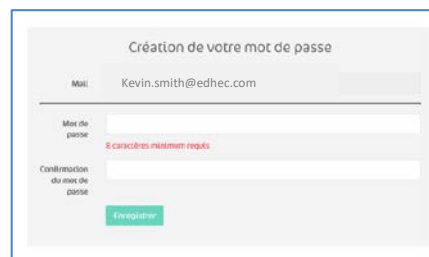 Création de votre mot de passe
Mail
Kevin.smith@edhec.com
Mot de
passe
8 caractères minimum requis
Confirmation
du mot de
passe
Enregistrer